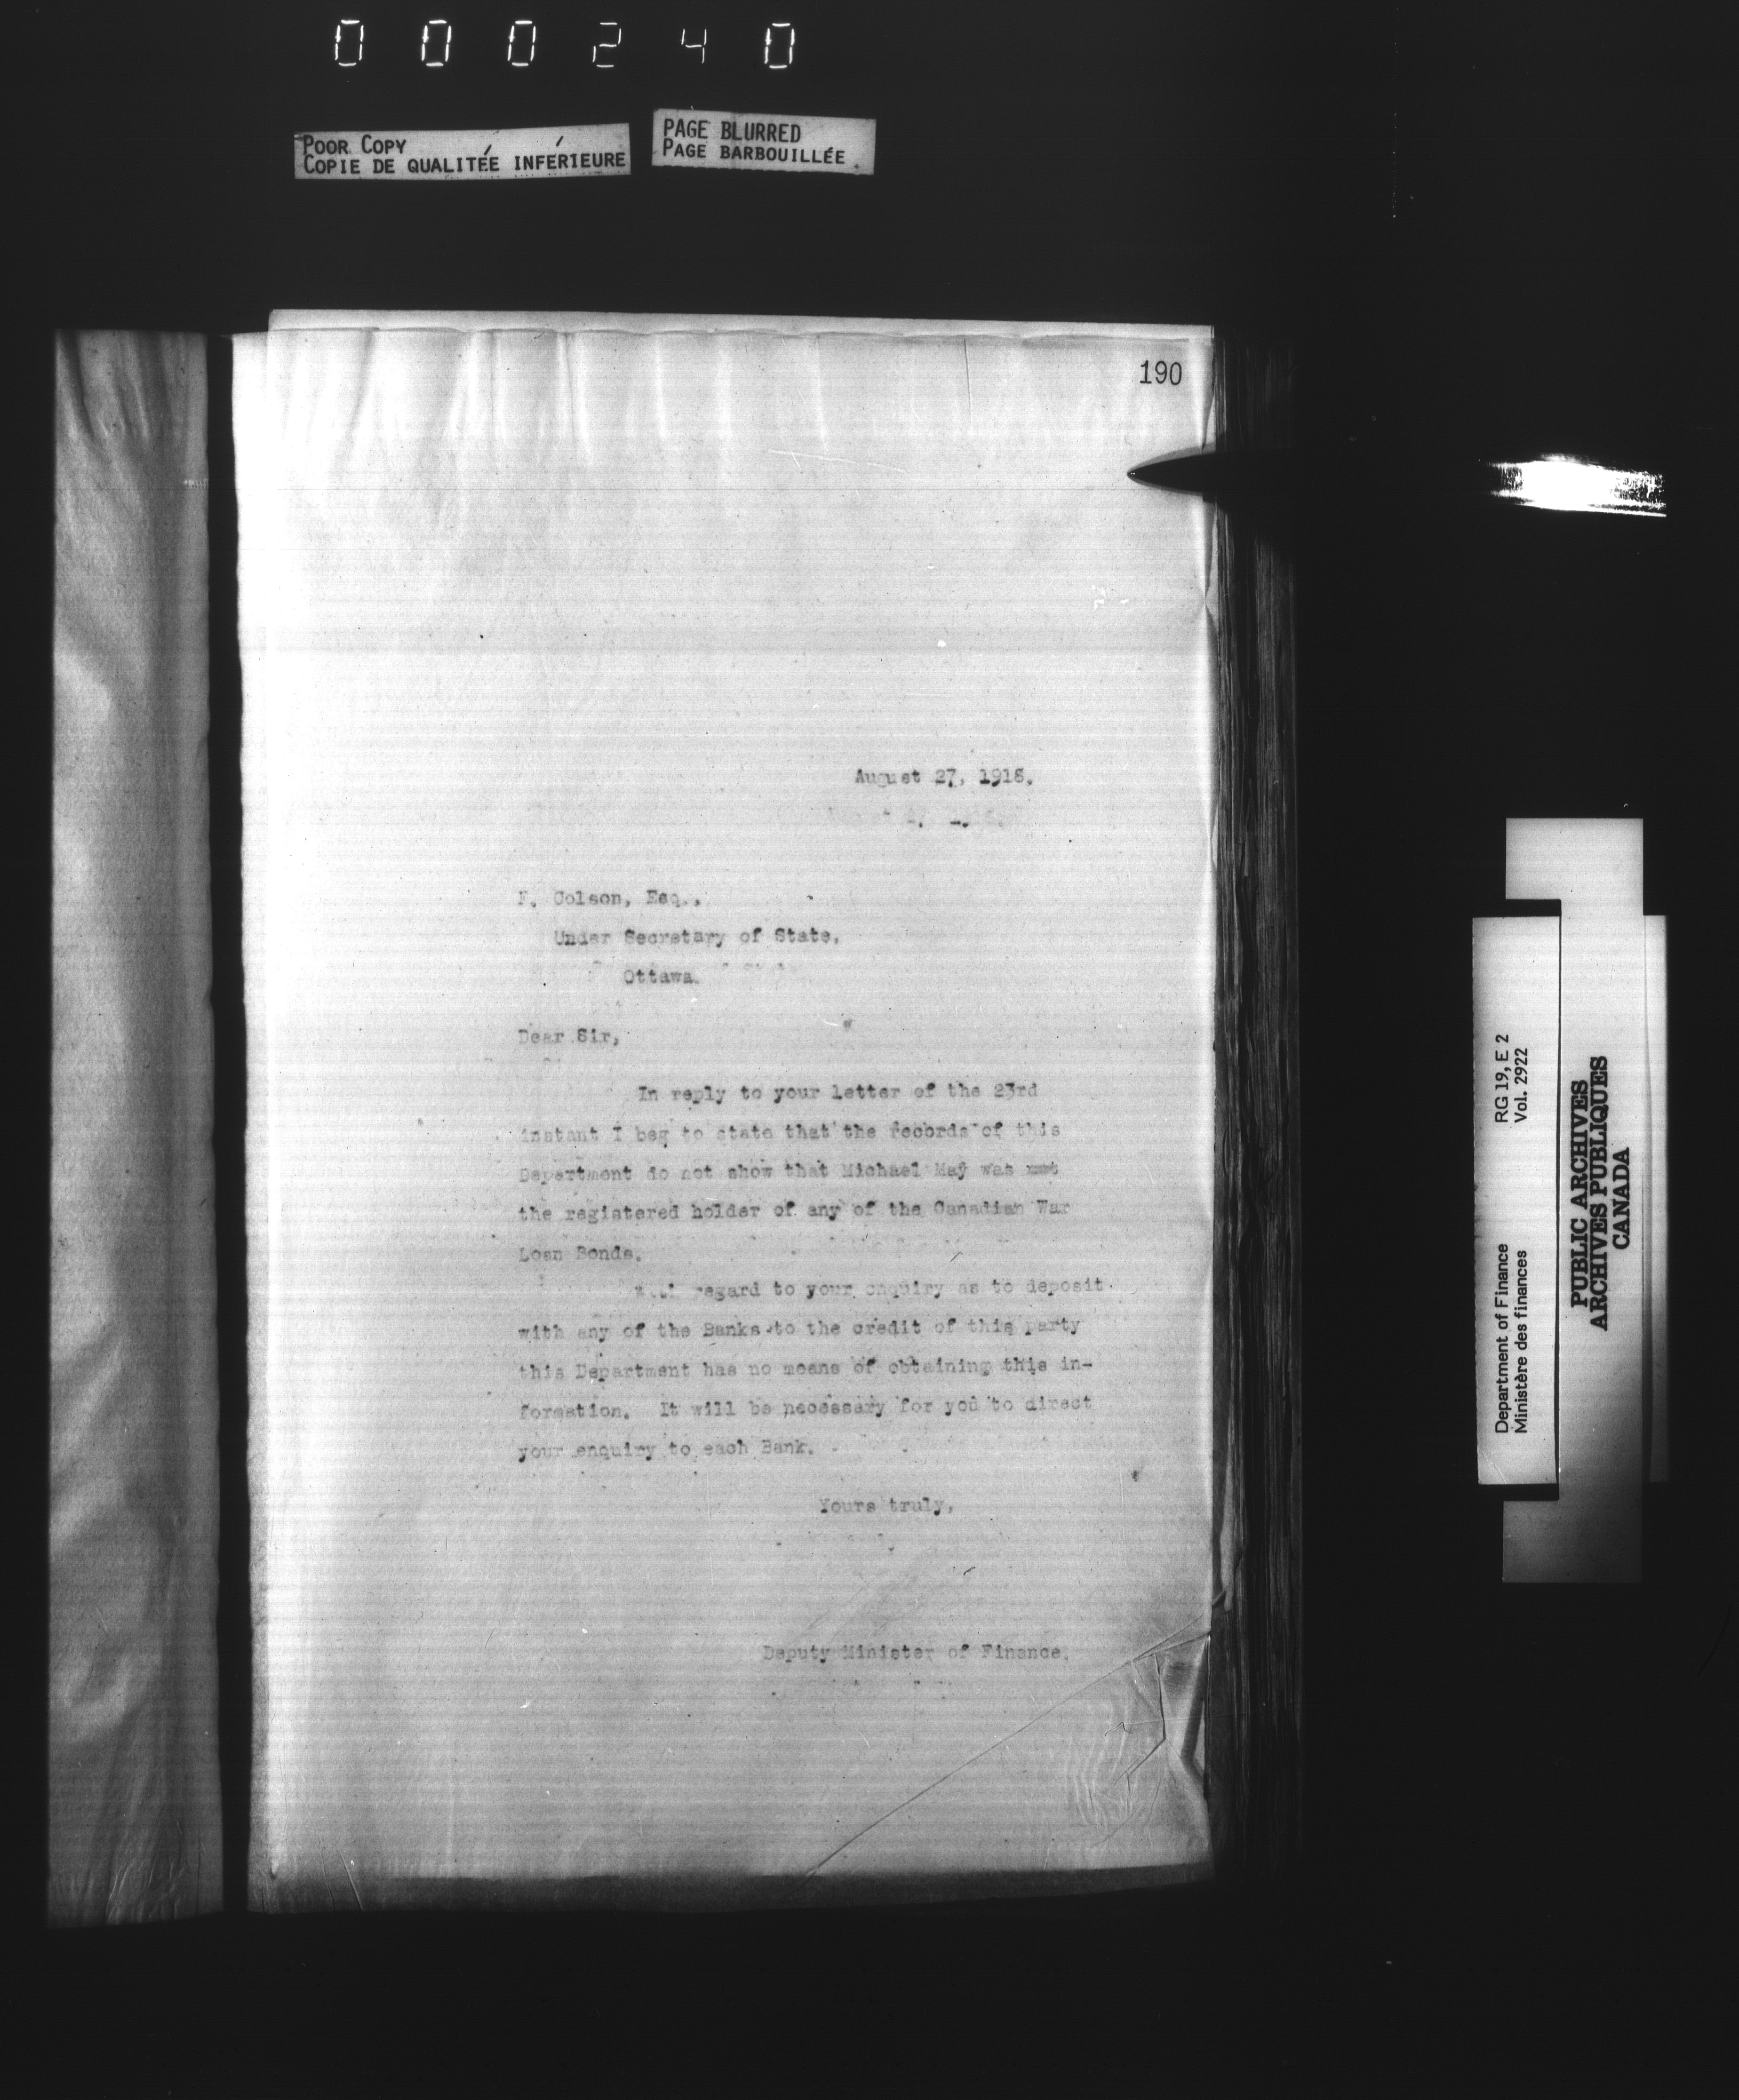 000240
POOR COPY
COPIE DE QUALITÉE INFÉRIEURE
PAGE BLURRED
PAGE BARBOUILLÉE
190
August 27, 1918.
F. Colson, Esq.,
Under Secretary of State,
Ottawa.
Dear Sir,
In reply to your letter of the 23rd
instant I beg to state that the records of this
Department do not show that Michael May was
the registered holder of any of the Canadian War
Loan Bonds.
With regard to your enquiry as to deposit
with any of the Banks to the credit of this party
this Department has no means of obtaining this in-
formation. It will be necessary for you to direct
your enquiry to each Bank.
Yours truly,
Deputy Minister of Finance.
Department of Finance RG 19, E 2
Ministère des finances Vol. 2922
PUBLIC ARCHIVES
ARCHIVES PUBLIQUES
CANADA